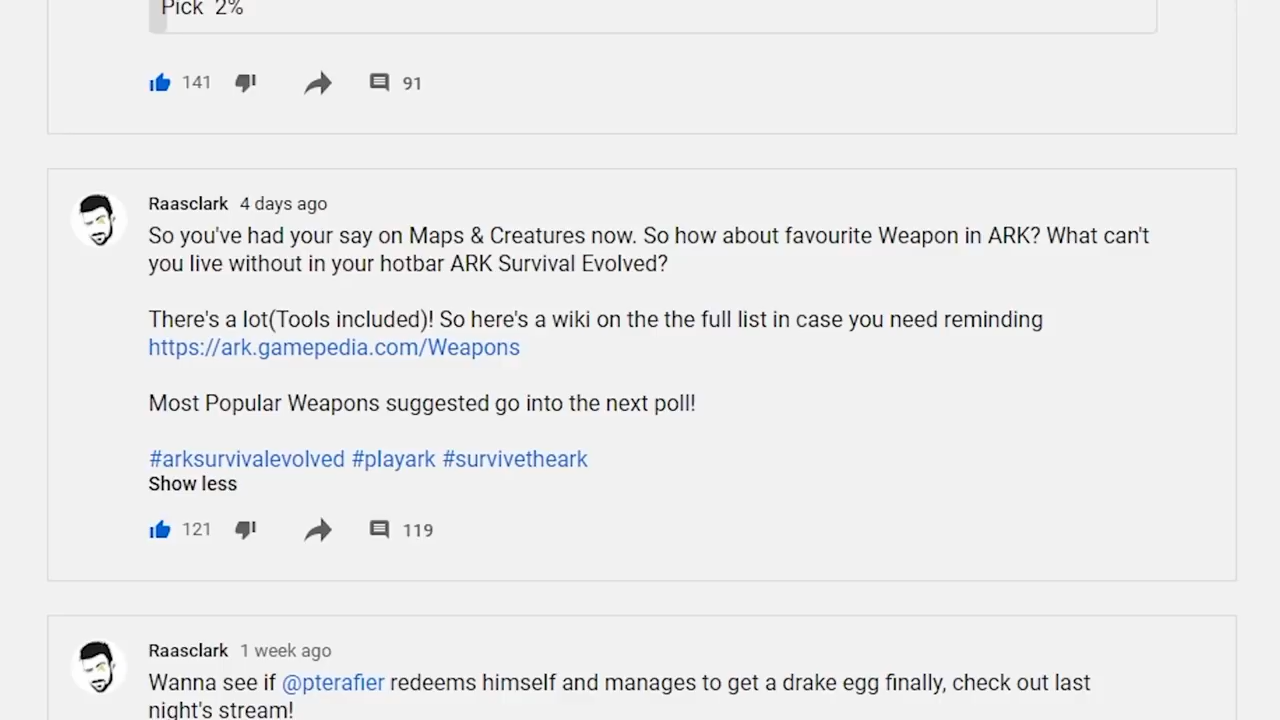 Pick 2%
141 91
Raasclark 4 days ago
So you've had your say on Maps & Creatures now. So how about favourite Weapon in ARK? What can't
you live without in your hotbar ARK Survival Evolved?
There's a lot(Tools included)! So here's a wiki on the the full list in case you need reminding
https://ark.gamepedia.com/Weapons
Most Popular Weapons suggested go into the next poll!
#arksurvivalevolved #playark #survivetheark
Show less
121 119
Raasclark 1 week ago
Wanna see if @pterafier redeems himself and manages to get a drake egg finally, check out last
night's stream!